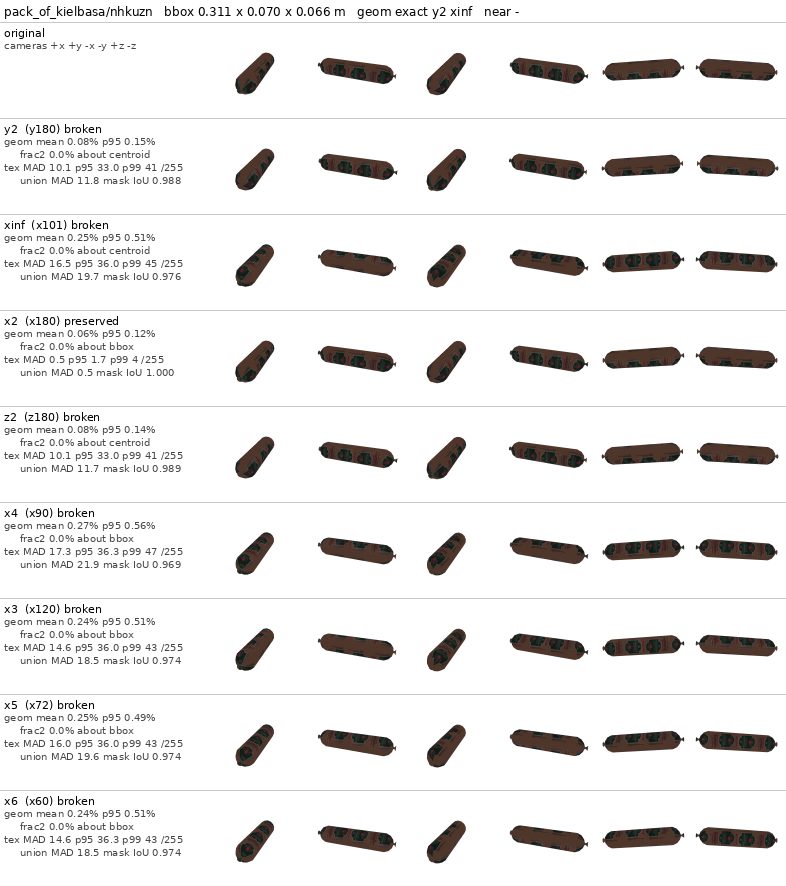 pack_of_kielbasa/nhkuzn   bbox 0.311 x 0.070 x 0.066 m   geom exact y2 xinf   near -
original
cameras +x +y -x -y +z -z
y2  (y180) broken
geom mean 0.08% p95 0.15%
frac2 0.0% about centroid
tex MAD 10.1 p95 33.0 p99 41 /255
union MAD 11.8 mask IoU 0.988
xinf  (x101) broken
geom mean 0.25% p95 0.51%
frac2 0.0% about centroid
tex MAD 16.5 p95 36.0 p99 45 /255
union MAD 19.7 mask IoU 0.976
x2  (x180) preserved
geom mean 0.06% p95 0.12%
frac2 0.0% about bbox
tex MAD 0.5 p95 1.7 p99 4 /255
union MAD 0.5 mask IoU 1.000
z2  (z180) broken
geom mean 0.08% p95 0.14%
frac2 0.0% about centroid
tex MAD 10.1 p95 33.0 p99 41 /255
union MAD 11.7 mask IoU 0.989
x4  (x90) broken
geom mean 0.27% p95 0.56%
frac2 0.0% about bbox
tex MAD 17.3 p95 36.3 p99 47 /255
union MAD 21.9 mask IoU 0.969
x3  (x120) broken
geom mean 0.24% p95 0.51%
frac2 0.0% about bbox
tex MAD 14.6 p95 36.0 p99 43 /255
union MAD 18.5 mask IoU 0.974
x5  (x72) broken
geom mean 0.25% p95 0.49%
frac2 0.0% about bbox
tex MAD 16.0 p95 36.0 p99 43 /255
union MAD 19.6 mask IoU 0.974
x6  (x60) broken
geom mean 0.24% p95 0.51%
frac2 0.0% about bbox
tex MAD 14.6 p95 36.3 p99 43 /255
union MAD 18.5 mask IoU 0.974